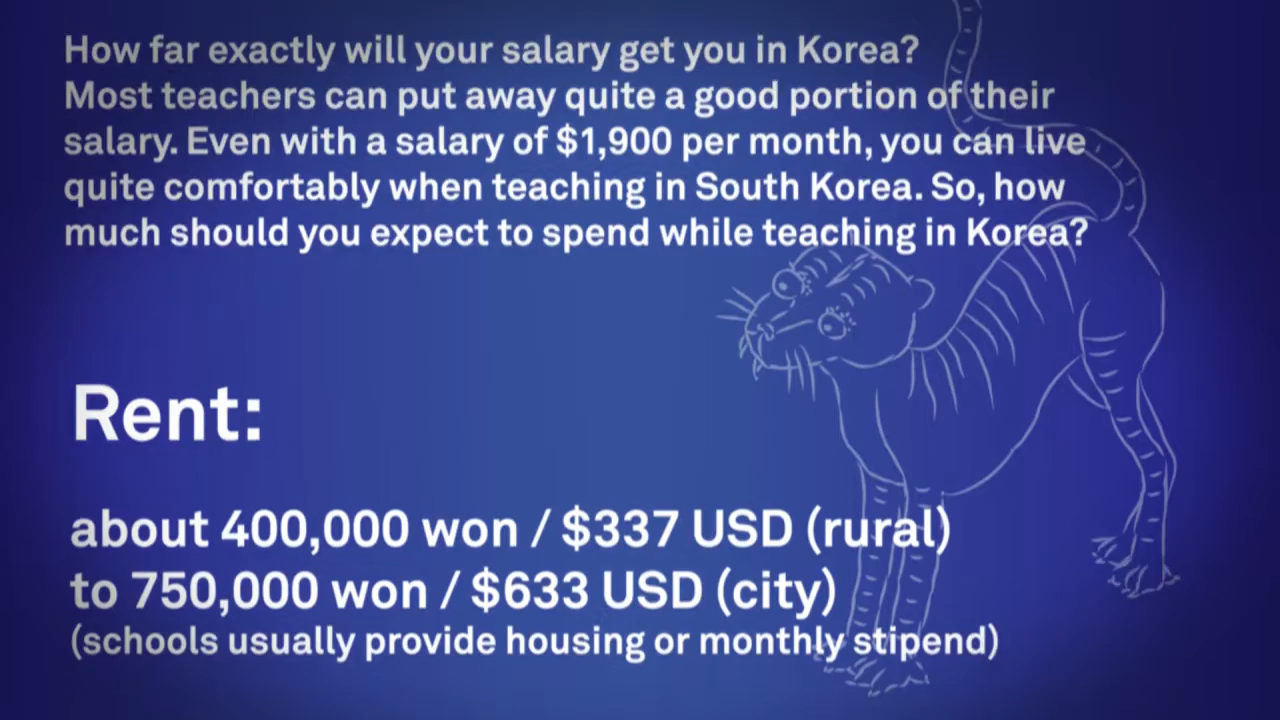 How far exactly will your salary get you in Korea?
Most teachers can put away quite a good portion of their
salary. Even with a salary of $1,900 per month, you can live
quite comfortably when teaching in South Korea. So, how
much should you expect to spend while teaching in Korea?
Rent:
about 400,000 won / $337 USD (rural)
to 750,000 won / $633 USD (city)
(schools usually provide housing or monthly stipend)